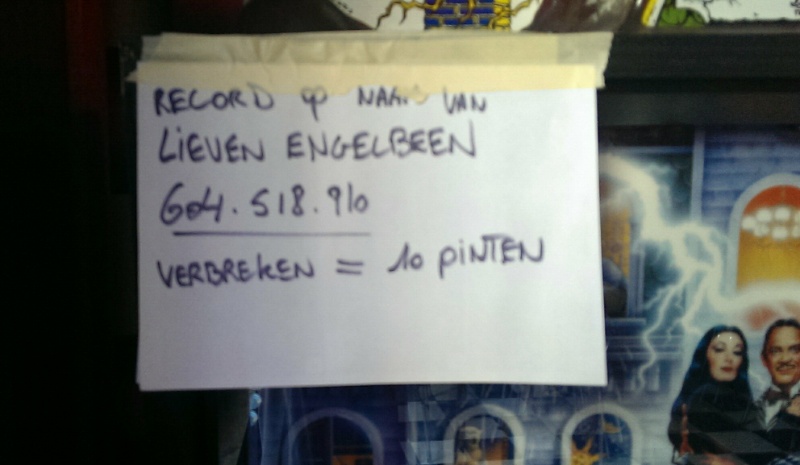 RECORD OP NAAM VAN
LIEVEN ENGELBEEN
604.518.910
VERBREKEN = 10 PINTEN